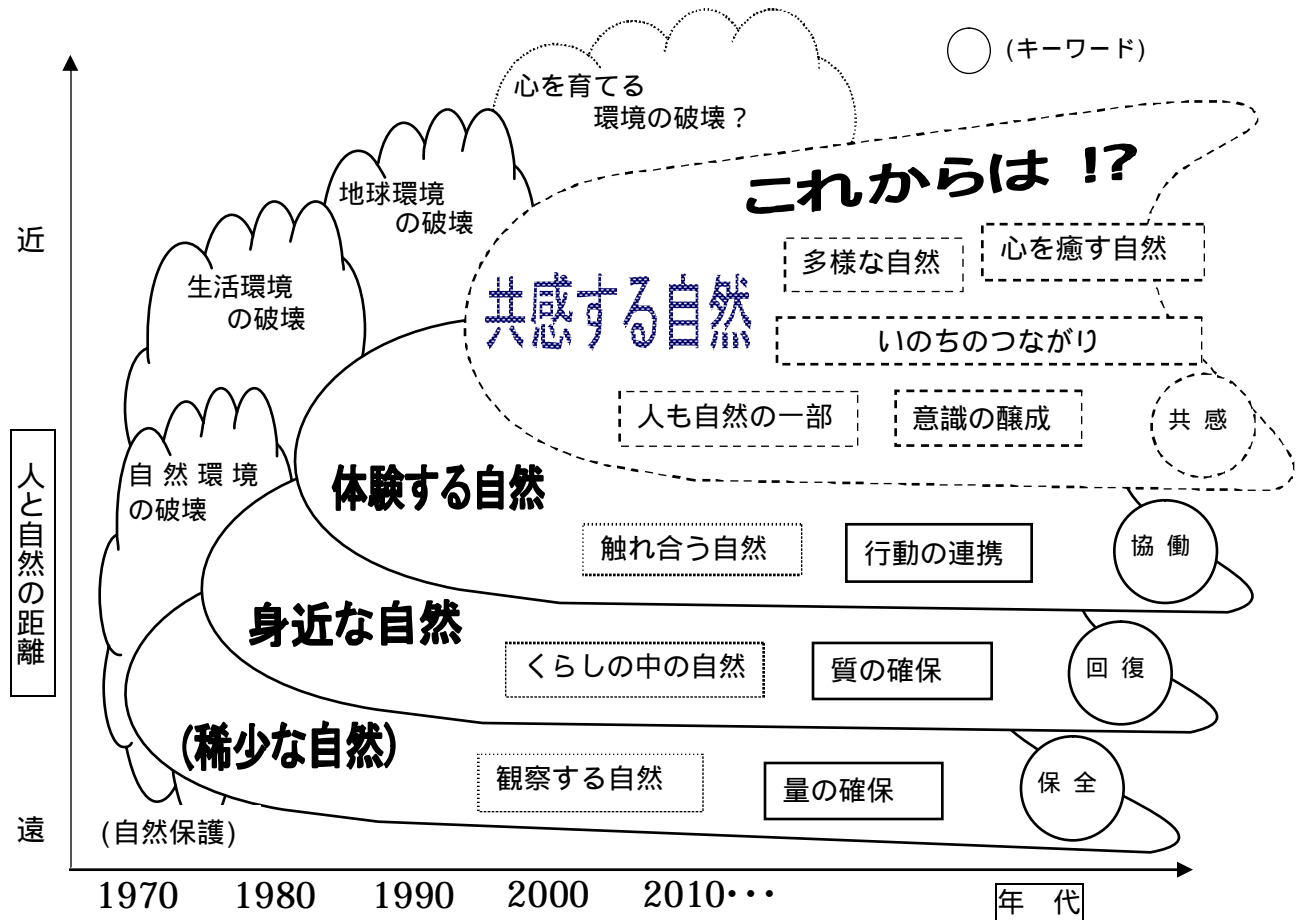 (キーワード)
心を育てる
環境の破壊？
これからは !?
地球環境
の破壊
近
多様な自然
心を癒す自然
生活環境
の破壊
共感する自然
いのちのつながり
人も自然の一部
意識の醸成
共感
人と自然の距離
自然環境
の破壊
体験する自然
触れ合う自然
行動の連携
協働
身近な自然
くらしの中の自然
質の確保
回復
(稀少な自然)
観察する自然
量の確保
保全
遠
(自然保護)
1970 1980 1990 2000 2010･･･
年代